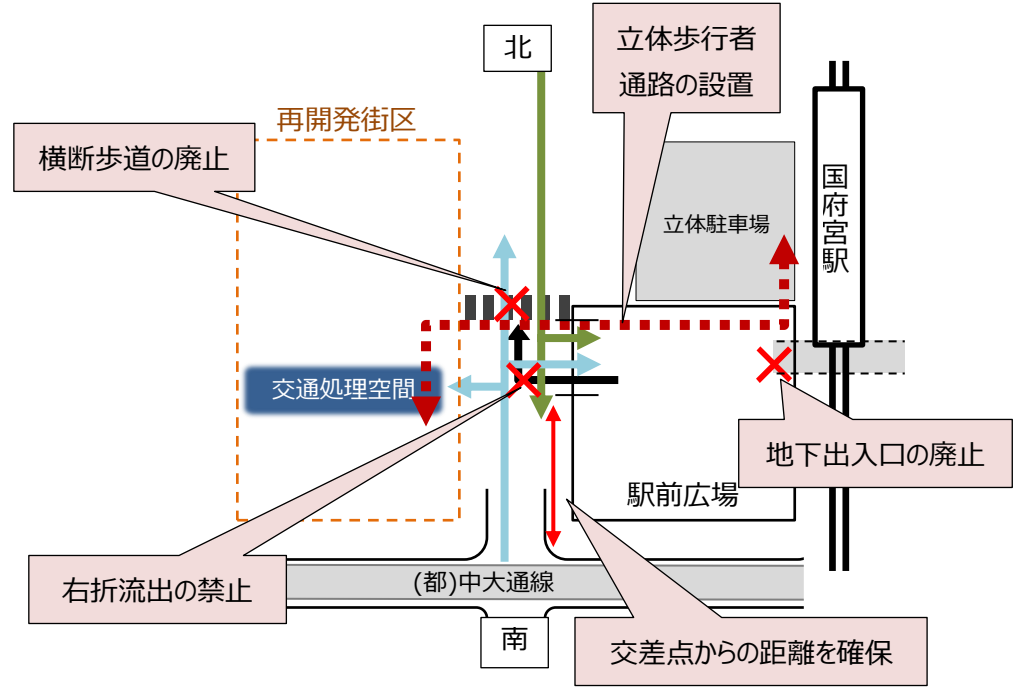 北
立体歩行者
通路の設置
再開発街区
横断歩道の廃止
国府宮駅
立体駐車場
交通処理空間
地下出入口の廃止
駅前広場
右折流出の禁止
(都)中大通線
南
交差点からの距離を確保